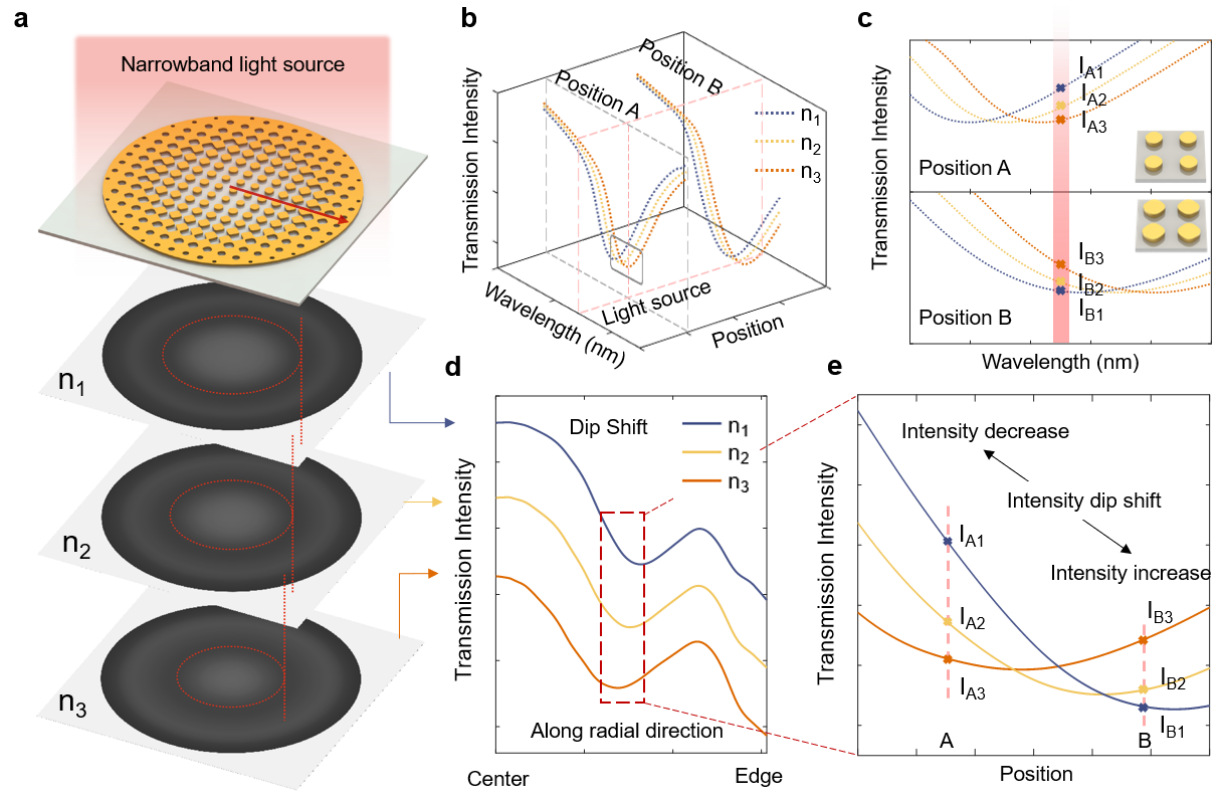 a
Narrowband light source
n1
n2
n3
b
Transmission Intensity
Position A
Position B
n1
n2
n3
Wavelength (nm)
Light source
Position
c
Transmission Intensity
IA1
IA2
IA3
Position A
IB3
IB2
IB1
Position B
Wavelength (nm)
d
Transmission Intensity
Dip Shift
n1
n2
n3
Along radial direction
Center
Edge
e
Transmission Intensity
Intensity decrease
Intensity dip shift
Intensity increase
IA1
IA2
IA3
IB3
IB2
IB1
A
B
Position